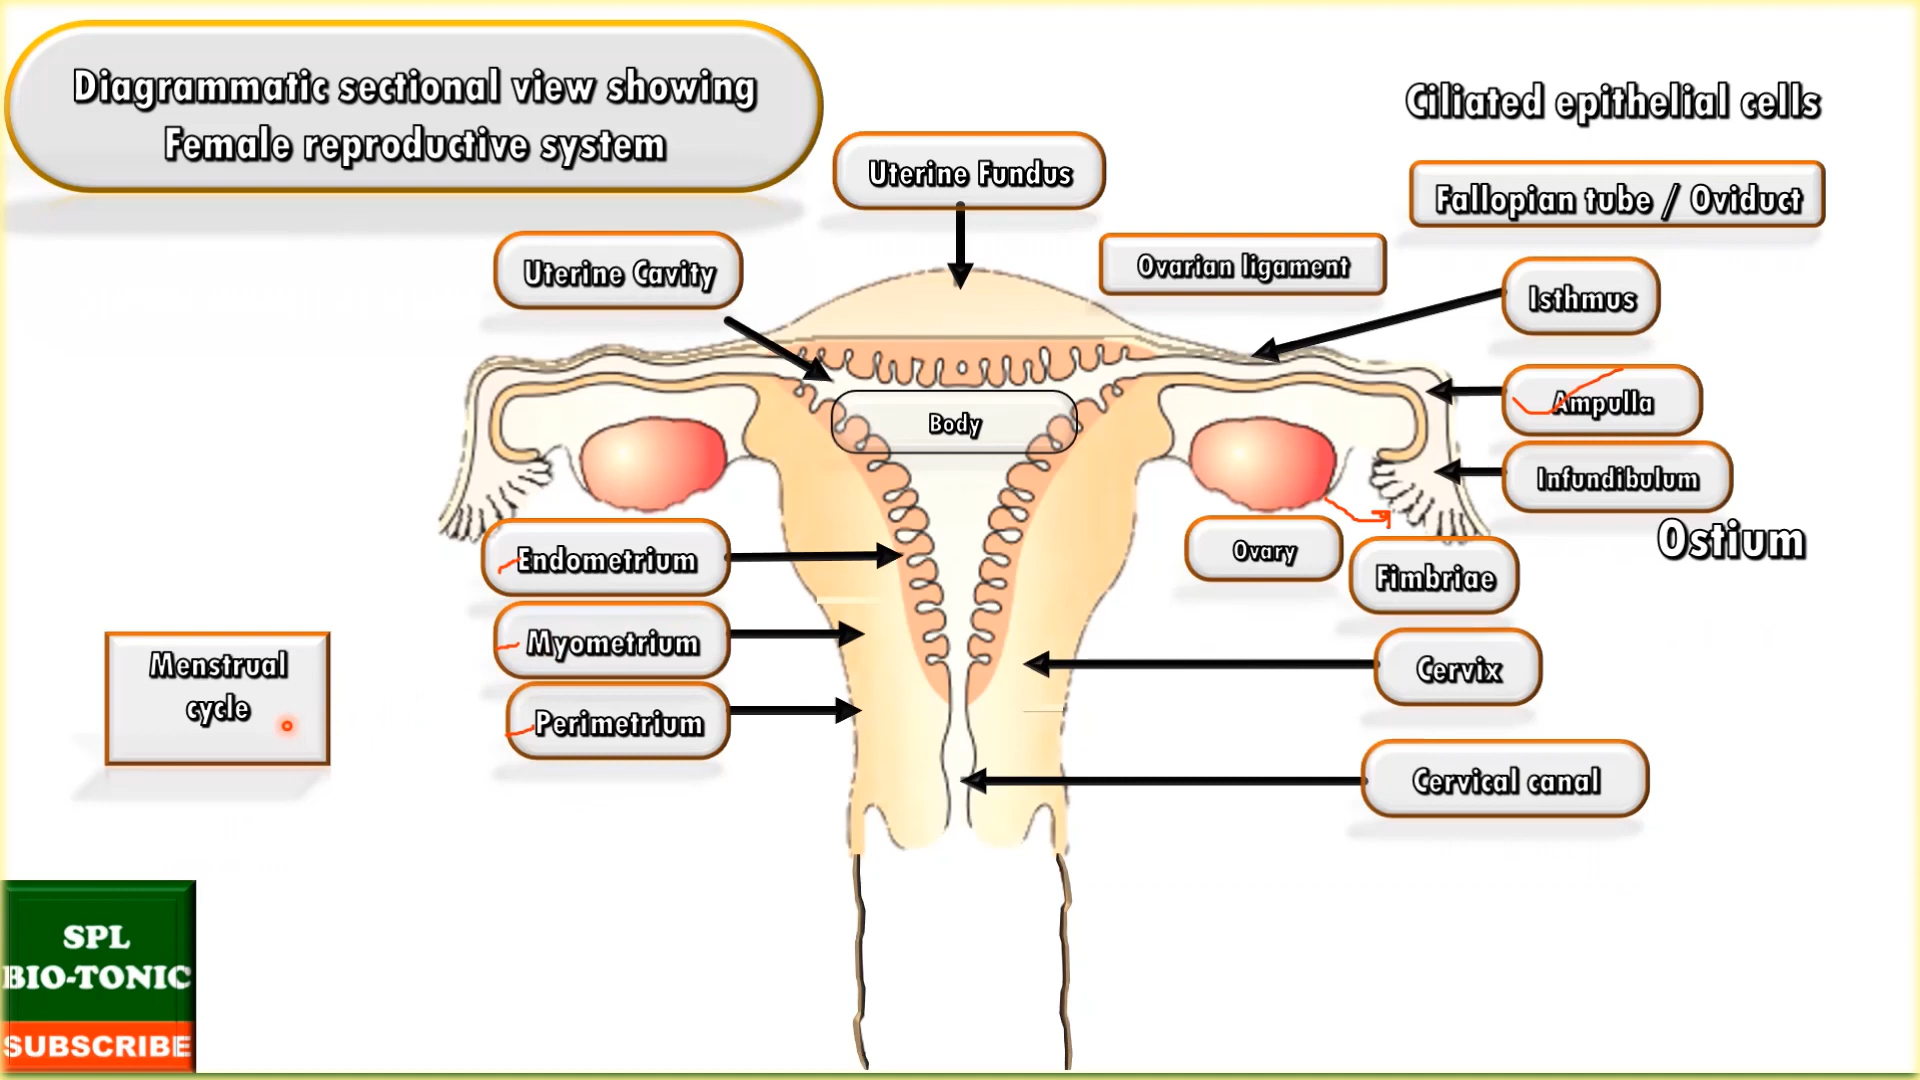 Diagrammatic sectional view showing
Female reproductive system
Ciliated epithelial cells
Uterine Fundus
Fallopian tube / Oviduct
Uterine Cavity
Ovarian ligament
Isthmus
Ampulla
Body
Infundibulum
Ostium
Endometrium
Ovary
Fimbriae
Myometrium
Cervix
Menstrual
cycle
Perimetrium
Cervical canal
SPL
BIO-TONIC
SUBSCRIBE